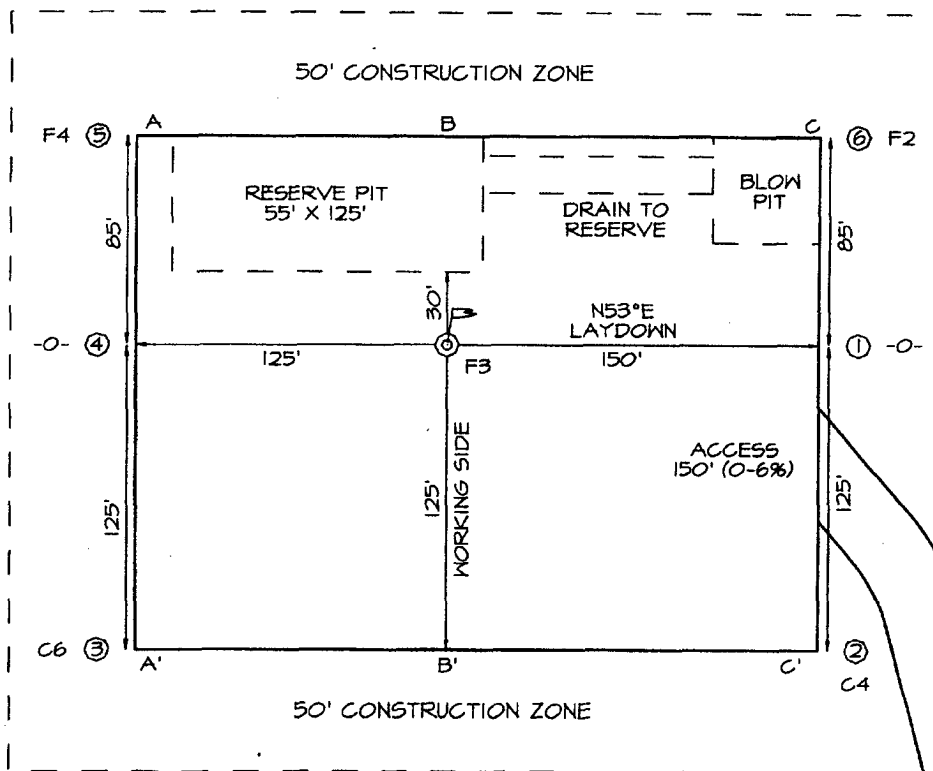 50' CONSTRUCTION ZONE
F4 ⑤ A B C ⑥ F2
RESERVE PIT
55' X 125'
BLOW
PIT
DRAIN TO
RESERVE
85'
85'
30'
N53°E
LAYDOWN
-O- ④ 125' 150' ① -O-
F3
ACCESS
150' (0-6%)
125'
125'
WORKING SIDE
125'
C6 ③ A' B' C' ②
C4
50' CONSTRUCTION ZONE